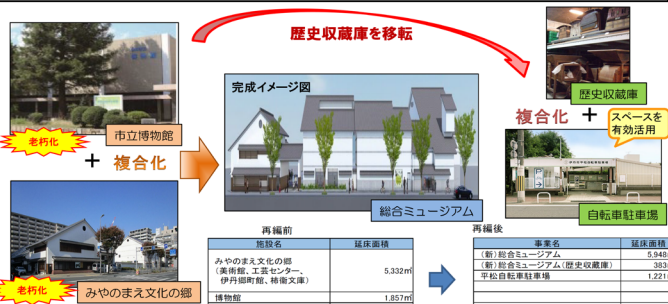 歴史収蔵庫を移転
市立博物館
老朽化
+ 複合化
みやのまえ文化の郷
老朽化
完成イメージ図
総合ミュージアム
歴史収蔵庫
複合化 +
スペースを
有効活用
自転車駐車場
再編前
施設名 延床面積
みやのまえ文化の郷
(美術館、工芸センター、
伊丹郷町館、柿衞文庫) 5,332㎡
博物館 1,857㎡
再編後
事業名 延床面積
(新)総合ミュージアム 5,948㎡
(新)総合ミュージアム(歴史収蔵庫) 383㎡
平松自転車駐車場 1,221㎡